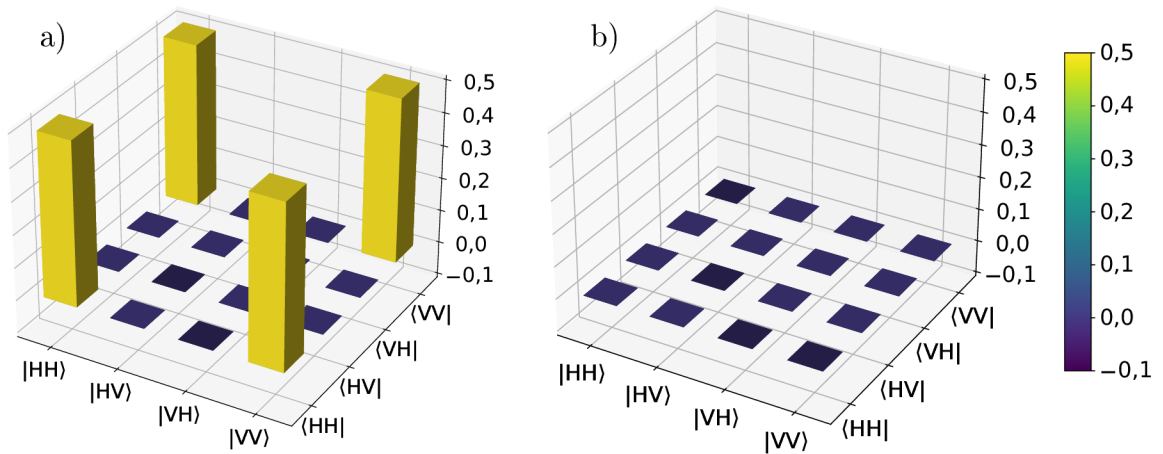 a)
0,5
0,4
0,3
0,2
0,1
0,0
−0,1
|HH⟩
|HV⟩
|VH⟩
|VV⟩
⟨HH|
⟨HV|
⟨VH|
⟨VV|
b)
0,5
0,4
0,3
0,2
0,1
0,0
−0,1
|HH⟩
|HV⟩
|VH⟩
|VV⟩
⟨HH|
⟨HV|
⟨VH|
⟨VV|
0,5
0,4
0,3
0,2
0,1
0,0
−0,1